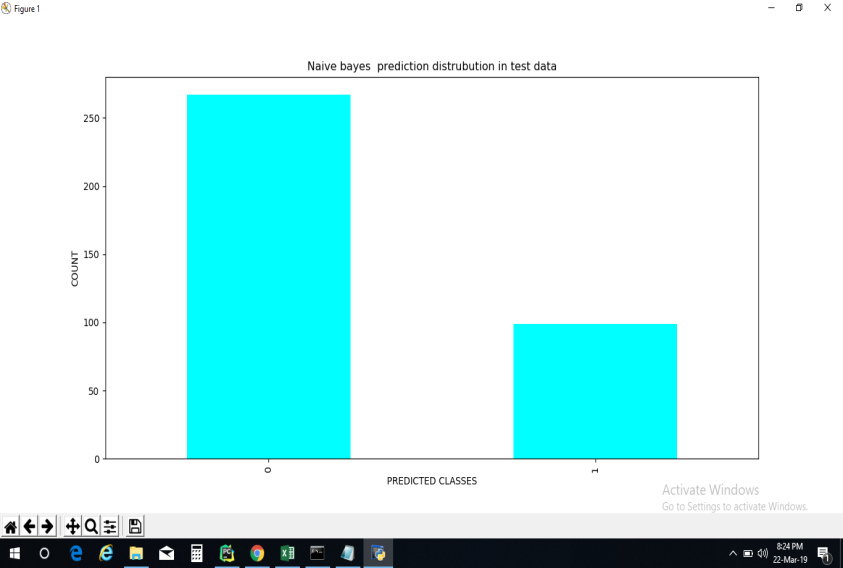 Figure 1
Naive bayes prediction distrubution in test data
250
200
150
100
50
0
COUNT
0
1
PREDICTED CLASSES
Activate Windows
Go to Settings to activate Windows.
8:24 PM
22-Mar-19